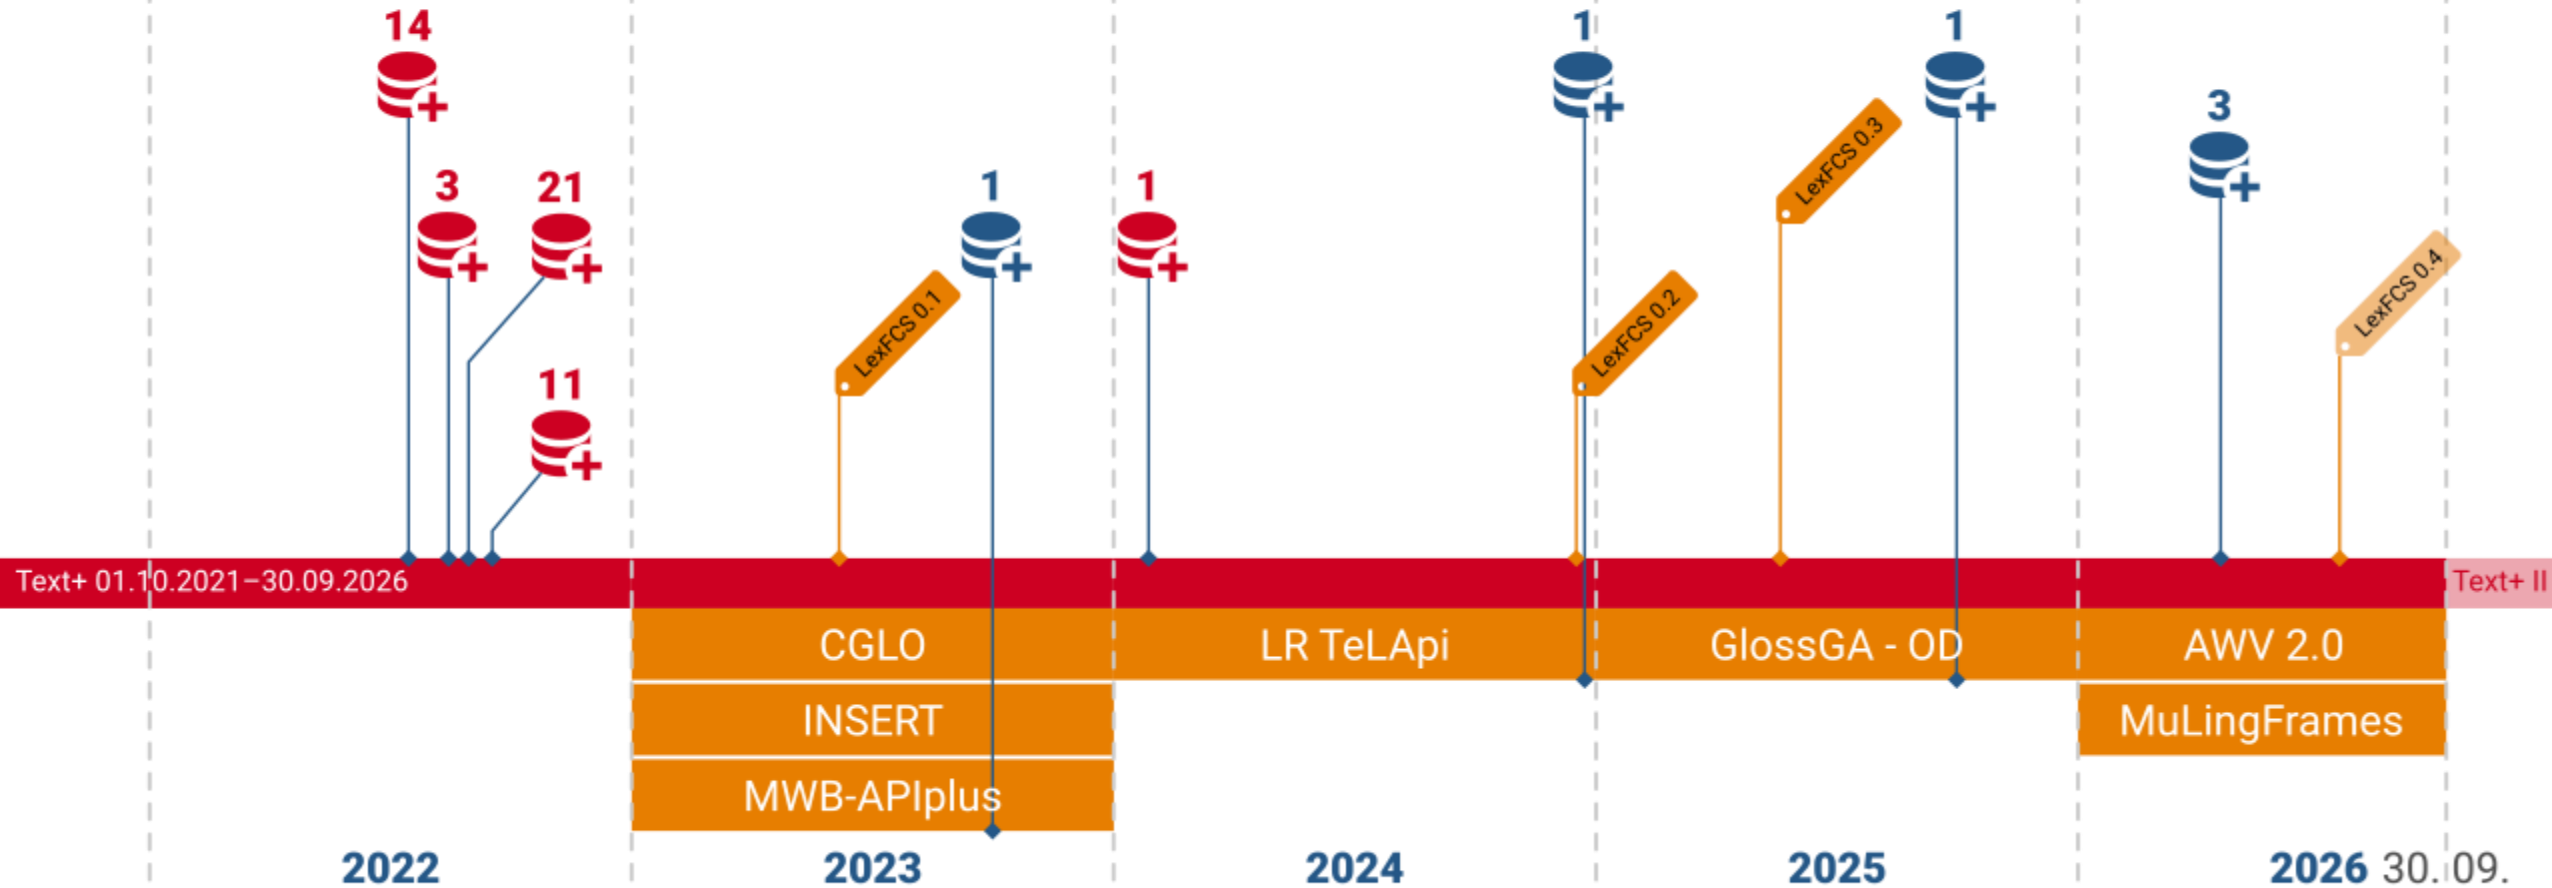 14
1
1
3
3
21
1
1
11
LexFCS 0.1
LexFCS 0.2
LexFCS 0.3
LexFCS 0.4
Text+ 01.10.2021–30.09.2026
Text+ II
CGLO
LR TeLApi
GlossGA - OD
AWV 2.0
INSERT
MuLingFrames
MWB-APIplus
2022
2023
2024
2025
2026 30.09.